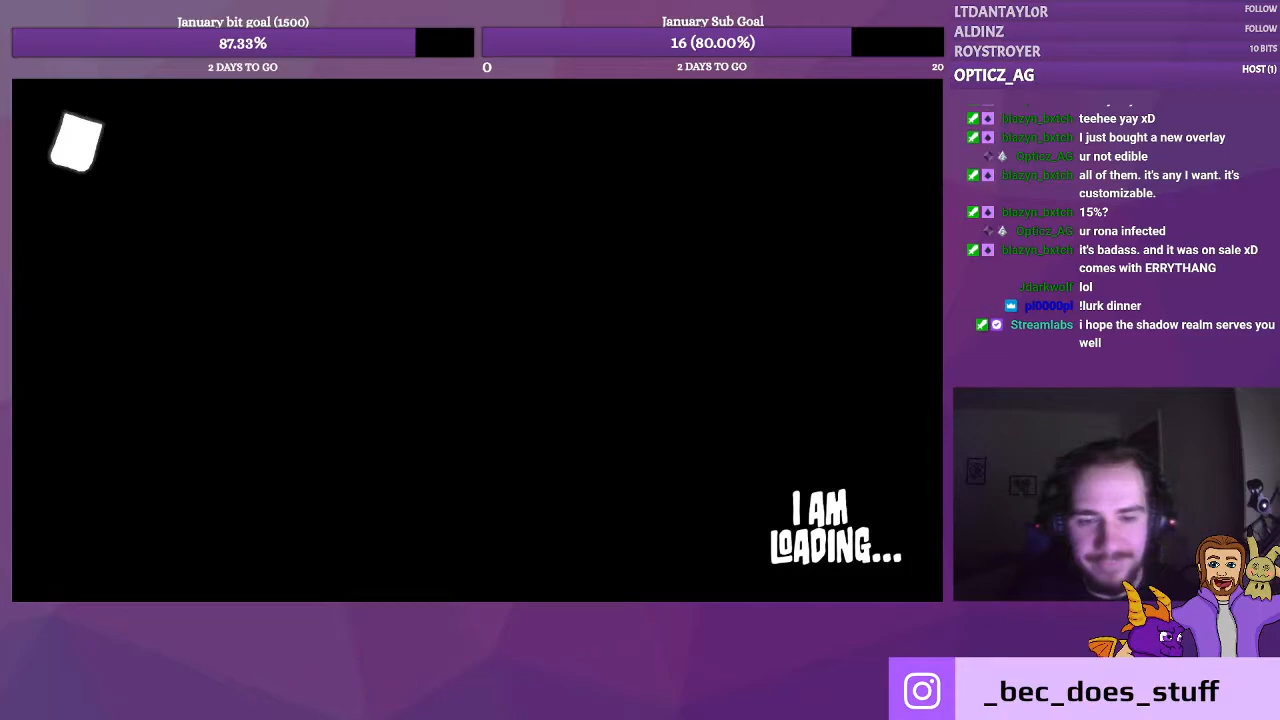 January bit goal (1500)
87.33%
2 DAYS TO GO
January Sub Goal
16 (80.00%)
0
2 DAYS TO GO
20
LTDANTAYLOR FOLLOW
ALDINZ FOLLOW
ROYSTROYER 10 BITS
OPTICZ_AG HOST (1)
blazyn_bxtch teehee yay xD
blazyn_bxtch I just bought a new overlay
Opticz_AG ur not edible
blazyn_bxtch all of them. it's any I want. it's
customizable.
blazyn_bxtch 15%?
Opticz_AG ur rona infected
blazyn_bxtch it's badass. and it was on sale xD
comes with ERRYTHANG
Jdarkwolf lol
pl0000pl !lurk dinner
Streamlabs i hope the shadow realm serves you
well
I AM
LOADING...
_bec_does_stuff